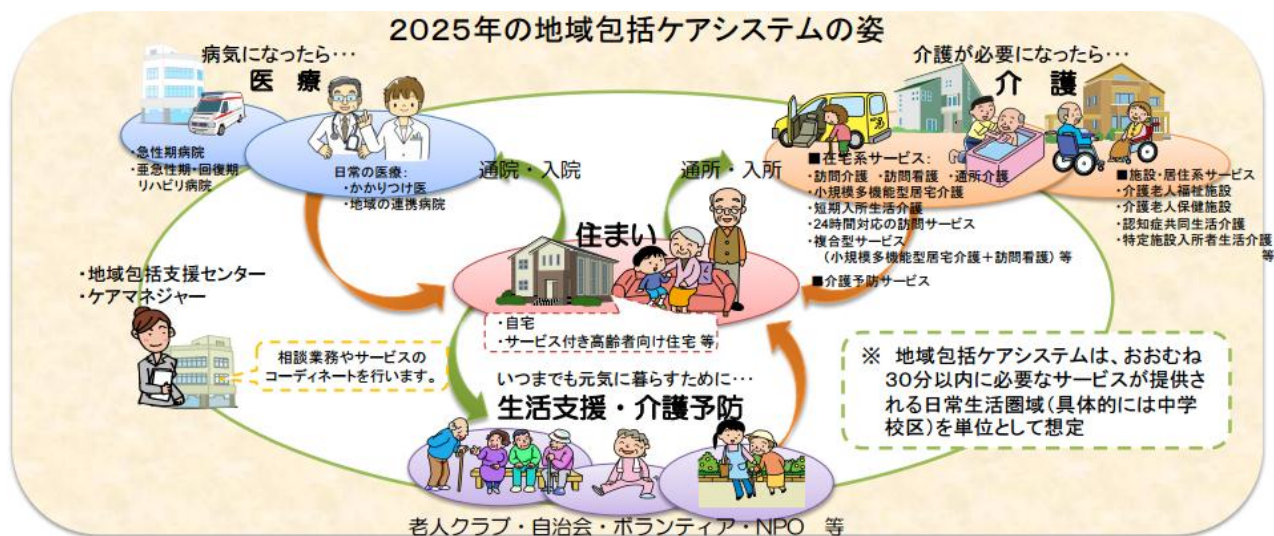 2025年の地域包括ケアシステムの姿
病気になったら･･･
医　療
・急性期病院
・亜急性期・回復期
リハビリ病院
日常の医療：
・かかりつけ医
・地域の連携病院
通院・入院
通所・入所
介護が必要になったら･･･
介　護
■在宅系サービス：
・訪問介護　・訪問看護　・通所介護
・小規模多機能型居宅介護
・短期入所生活介護
・24時間対応の訪問サービス
・複合型サービス
（小規模多機能型居宅介護＋訪問看護）等
■介護予防サービス
■施設・居住系サービス
・介護老人福祉施設
・介護老人保健施設
・認知症共同生活介護
・特定施設入所者生活介護
等
住まい
・自宅
・サービス付き高齢者向け住宅 等
・地域包括支援センター
・ケアマネジャー
相談業務やサービスの
コーディネートを行います。
いつまでも元気に暮らすために･･･
生活支援・介護予防
老人クラブ・自治会・ボランティア・NPO　等
※　地域包括ケアシステムは、おおむね
30分以内に必要なサービスが提供さ
れる日常生活圏域（具体的には中学
校区）を単位として想定